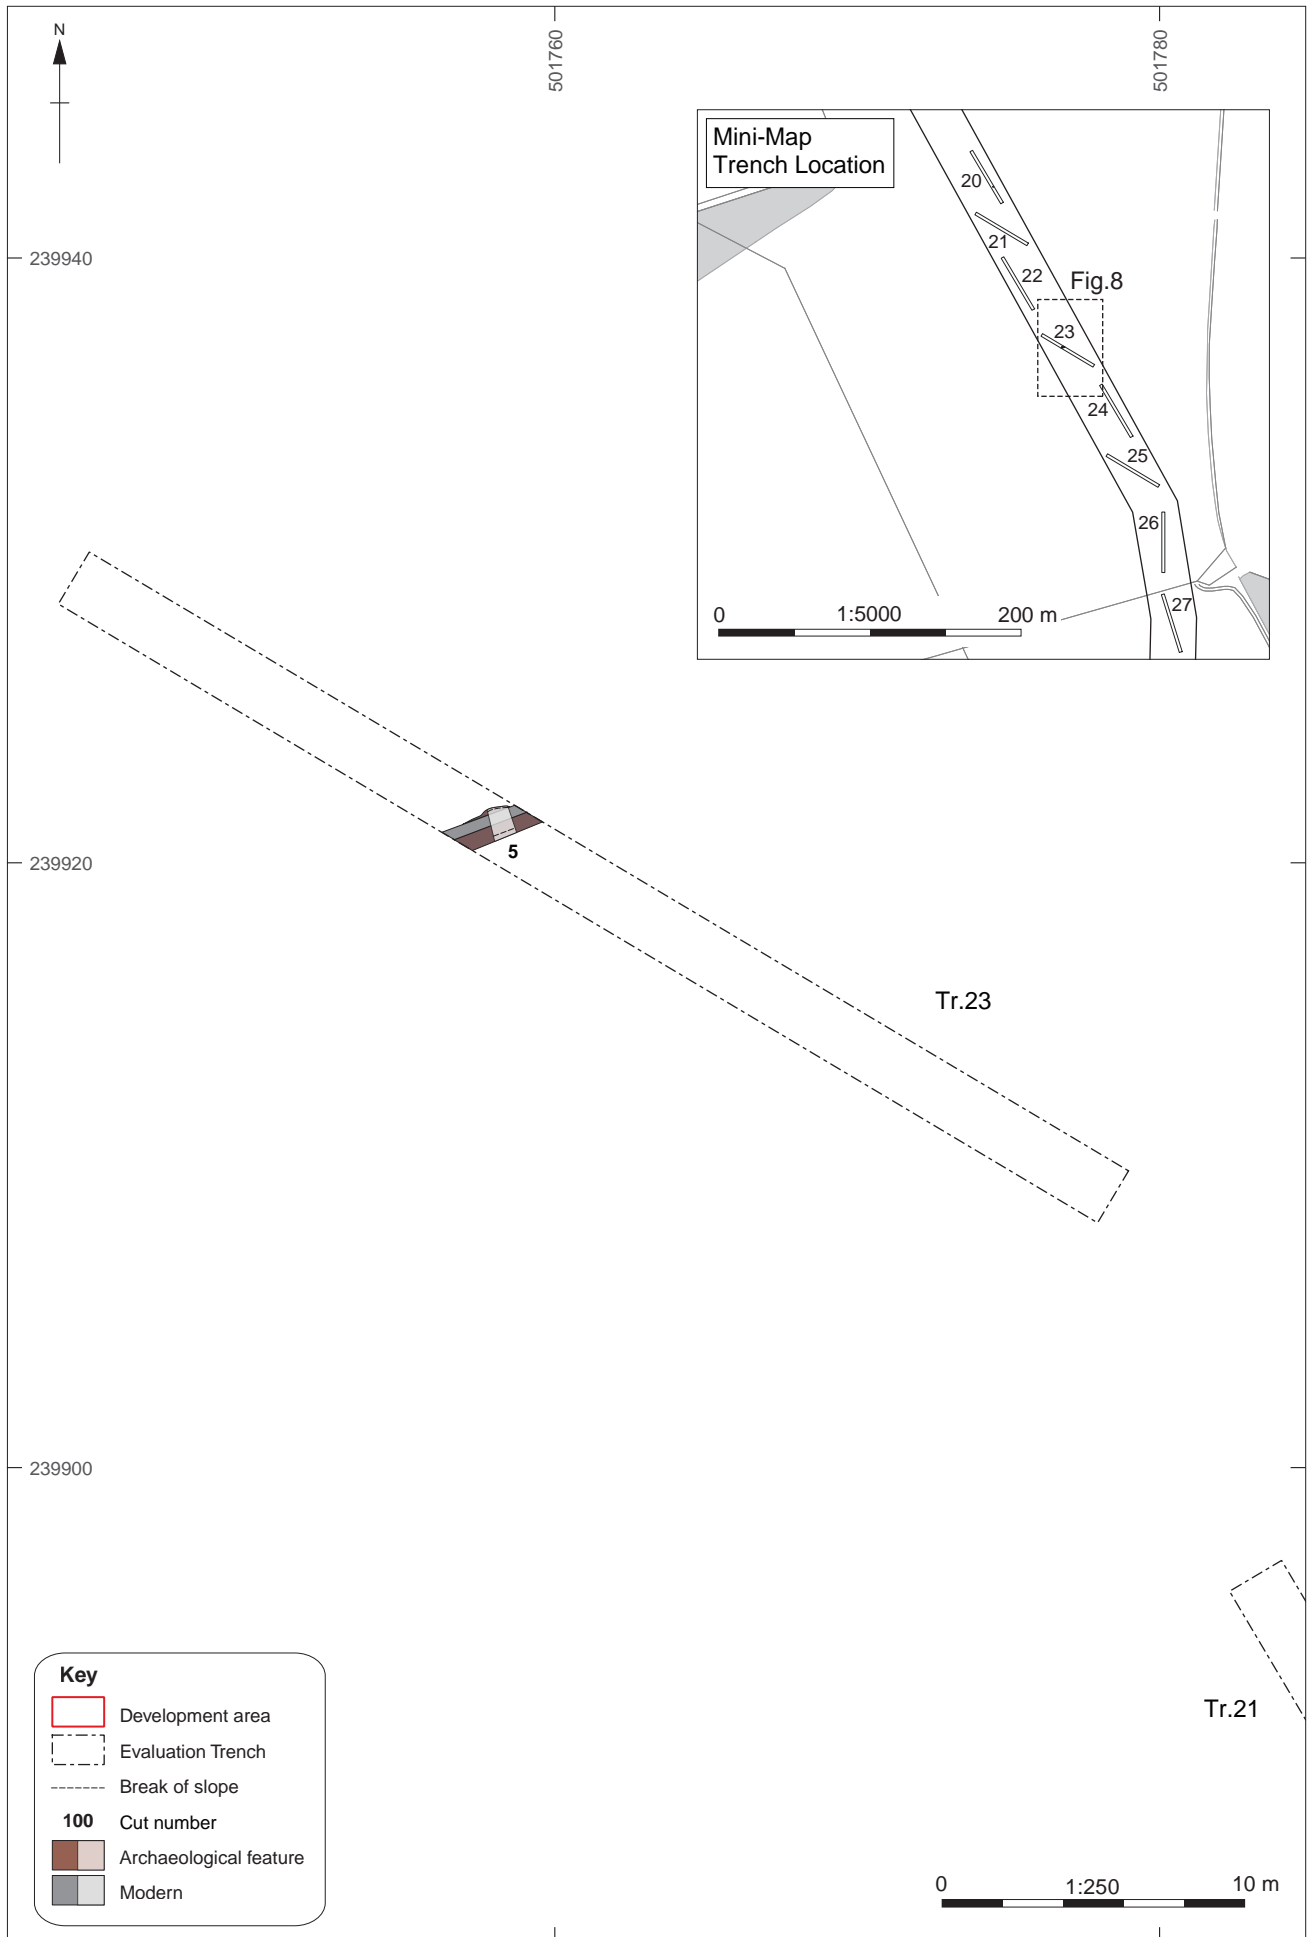 N
501760
501780
Mini-Map
Trench Location
20
21
22
Fig.8
23
24
25
26
27
0 1:5000 200 m
239940
5
239920
Tr.23
239900
Tr.21
Key
Development area
Evaluation Trench
Break of slope
100 Cut number
Archaeological feature
Modern
0 1:250 10 m